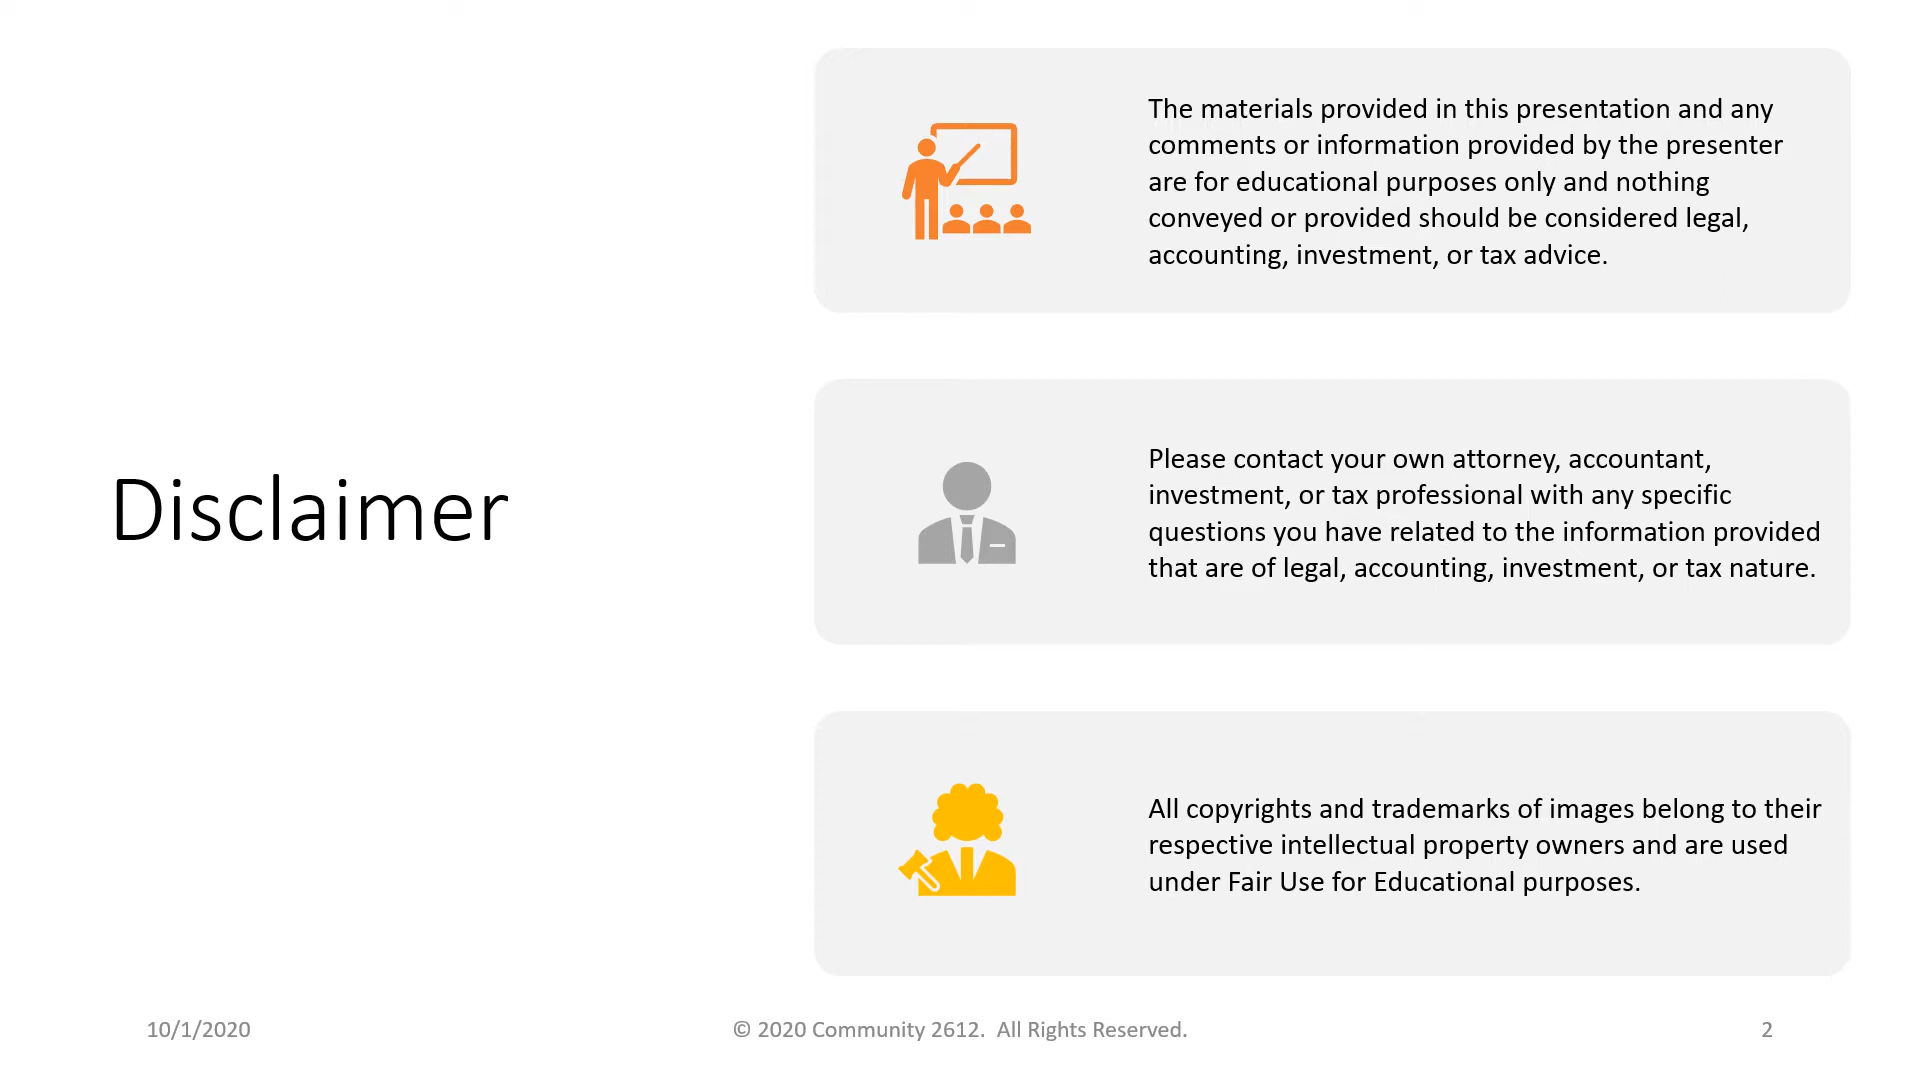 Disclaimer
The materials provided in this presentation and any
comments or information provided by the presenter
are for educational purposes only and nothing
conveyed or provided should be considered legal,
accounting, investment, or tax advice.
Please contact your own attorney, accountant,
investment, or tax professional with any specific
questions you have related to the information provided
that are of legal, accounting, investment, or tax nature.
All copyrights and trademarks of images belong to their
respective intellectual property owners and are used
under Fair Use for Educational purposes.
10/1/2020
© 2020 Community 2612.  All Rights Reserved.
2